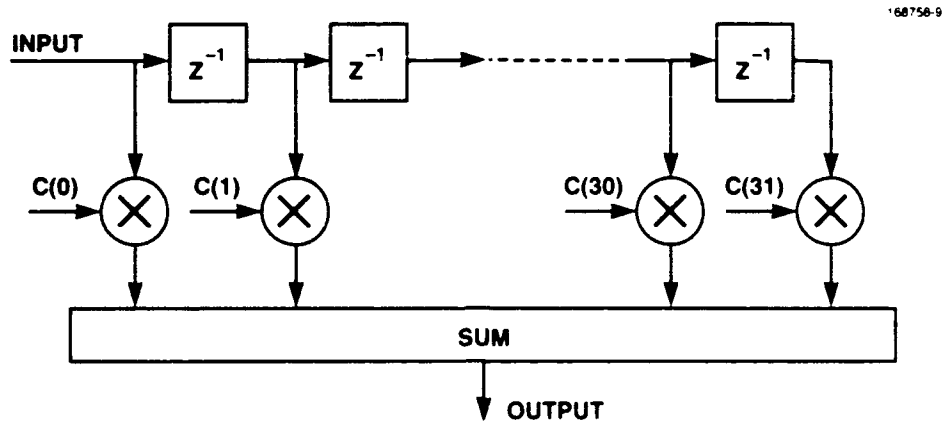 168758-9
INPUT
z⁻¹
z⁻¹
z⁻¹
C(0)
C(1)
C(30)
C(31)
SUM
OUTPUT